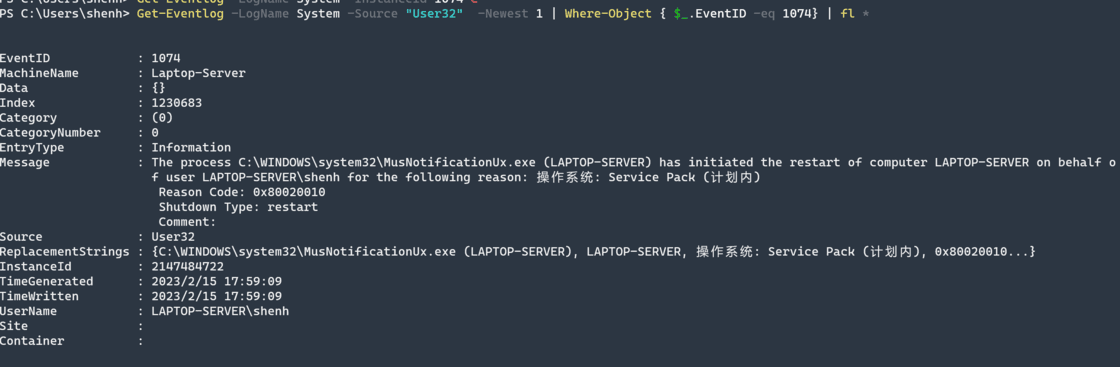 PS C:\Users\shenh> Get-Eventlog -LogName System -InstanceId 1074 c
PS C:\Users\shenh> Get-Eventlog -LogName System -Source "User32"  -Newest 1 | Where-Object { $_.EventID -eq 1074} | fl *
EventID            : 1074
MachineName        : Laptop-Server
Data               : {}
Index              : 1230683
Category           : (0)
CategoryNumber     : 0
EntryType          : Information
Message            : The process C:\WINDOWS\system32\MusNotificationUx.exe (LAPTOP-SERVER) has initiated the restart of computer LAPTOP-SERVER on behalf o
f user LAPTOP-SERVER\shenh for the following reason: 操作系统: Service Pack (计划内)
Reason Code: 0x80020010
Shutdown Type: restart
Comment:
Source             : User32
ReplacementStrings : {C:\WINDOWS\system32\MusNotificationUx.exe (LAPTOP-SERVER), LAPTOP-SERVER, 操作系统: Service Pack (计划内), 0x80020010...}
InstanceId         : 2147484722
TimeGenerated      : 2023/2/15 17:59:09
TimeWritten        : 2023/2/15 17:59:09
UserName           : LAPTOP-SERVER\shenh
Site               :
Container          :